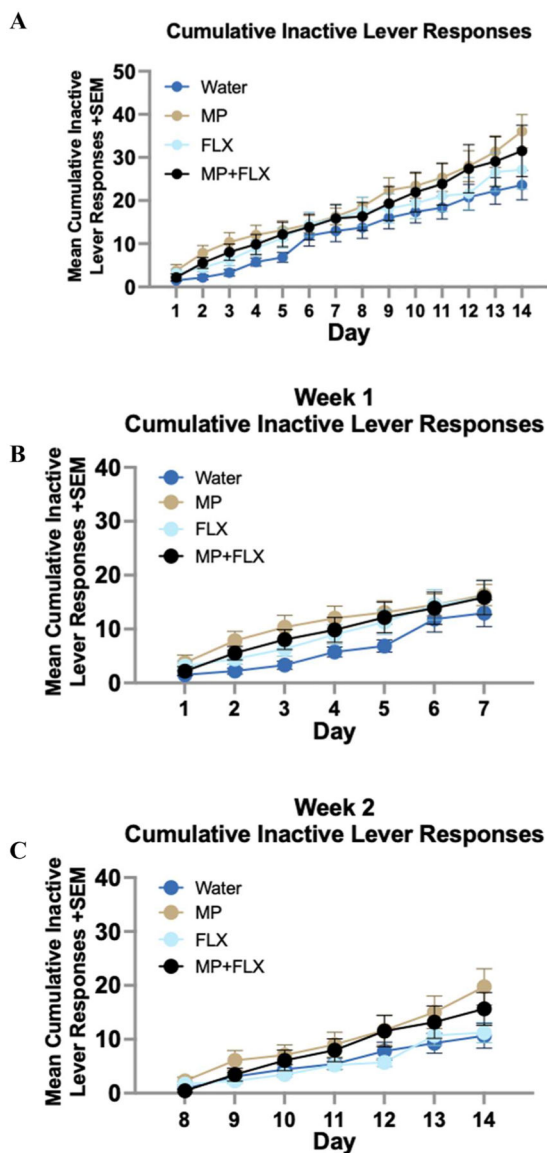 A
Cumulative Inactive Lever Responses
Mean Cumulative Inactive
Lever Responses +SEM
50
40
30
20
10
0
Water
MP
FLX
MP+FLX
1 2 3 4 5 6 7 8 9 10 11 12 13 14
Day
Week 1
Cumulative Inactive Lever Responses
B
Mean Cumulative Inactive
Lever Responses +SEM
40
30
20
10
0
Water
MP
FLX
MP+FLX
1 2 3 4 5 6 7
Day
Week 2
Cumulative Inactive Lever Responses
C
Mean Cumulative Inactive
Lever Responses +SEM
40
30
20
10
0
Water
MP
FLX
MP+FLX
8 9 10 11 12 13 14
Day